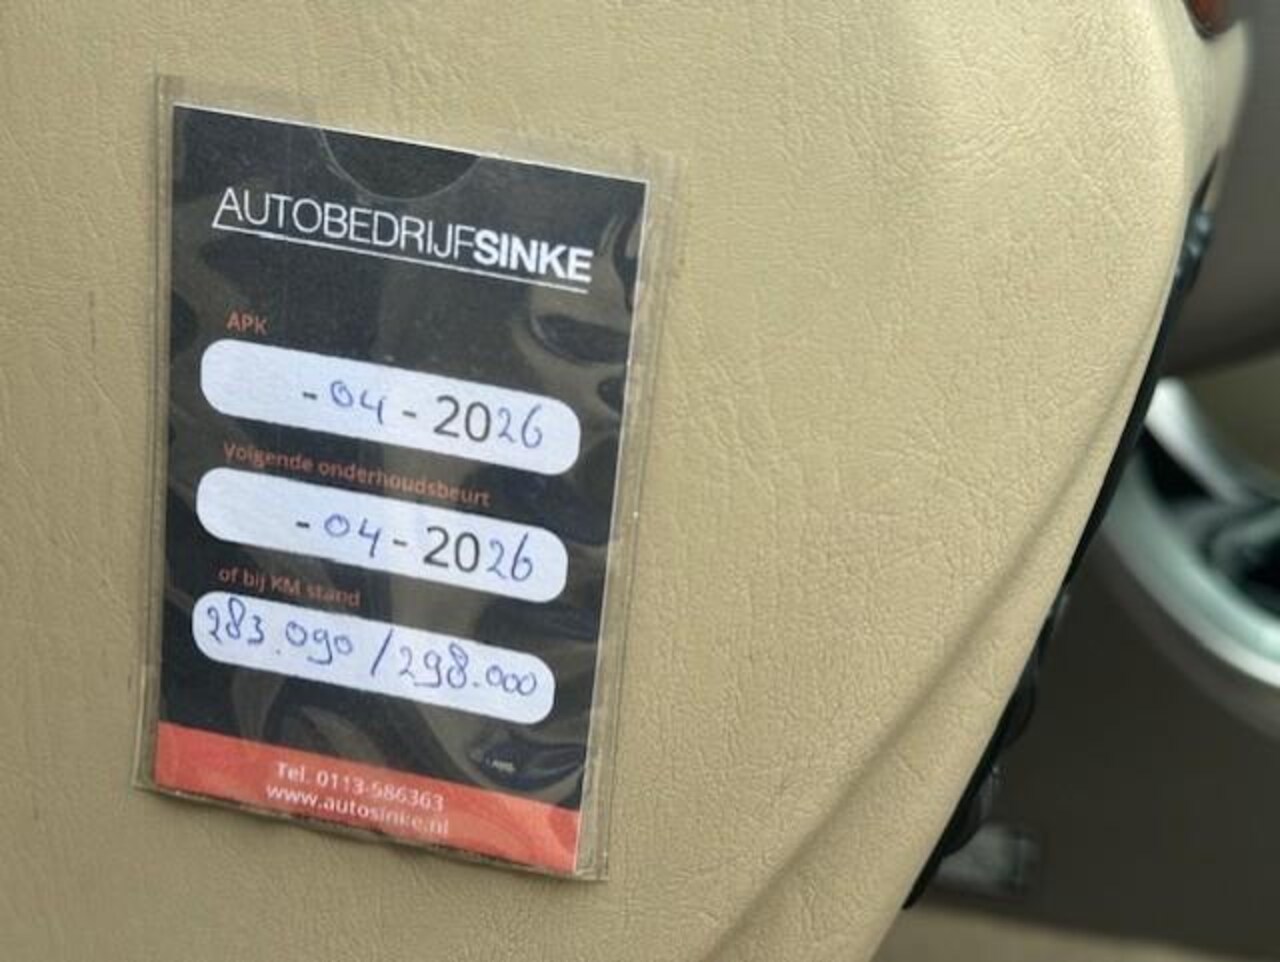 AUTOBEDRIJFSINKE
APK
-04-2026
Volgende onderhoudsbeurt
-04-2026
of bij KM stand
283.090/298.000
Tel. 0113-586363
www.autosinke.nl